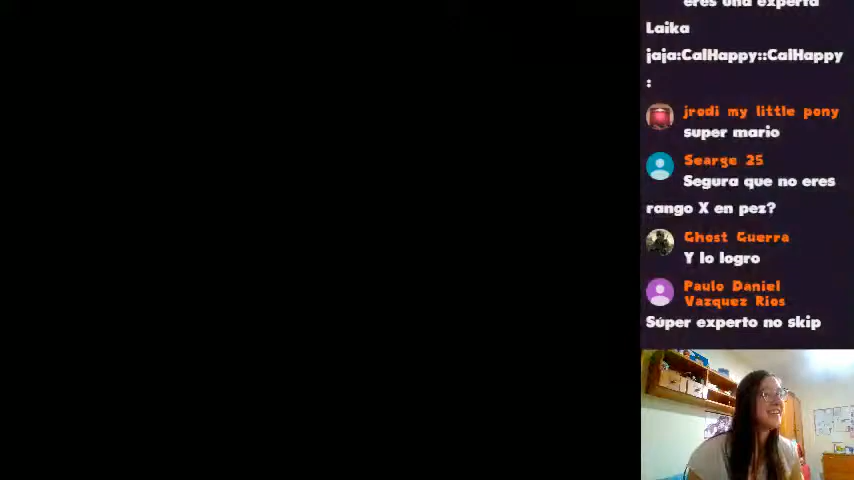 eres una experta
Laika
jaja:CalHappy::CalHappy
:
jrodi my little pony
super mario
Searge 25
Segura que no eres
rango X en pez?
Ghost Guerra
Y lo logro
Paulo Daniel
Vazquez Rios
Súper experto no skip